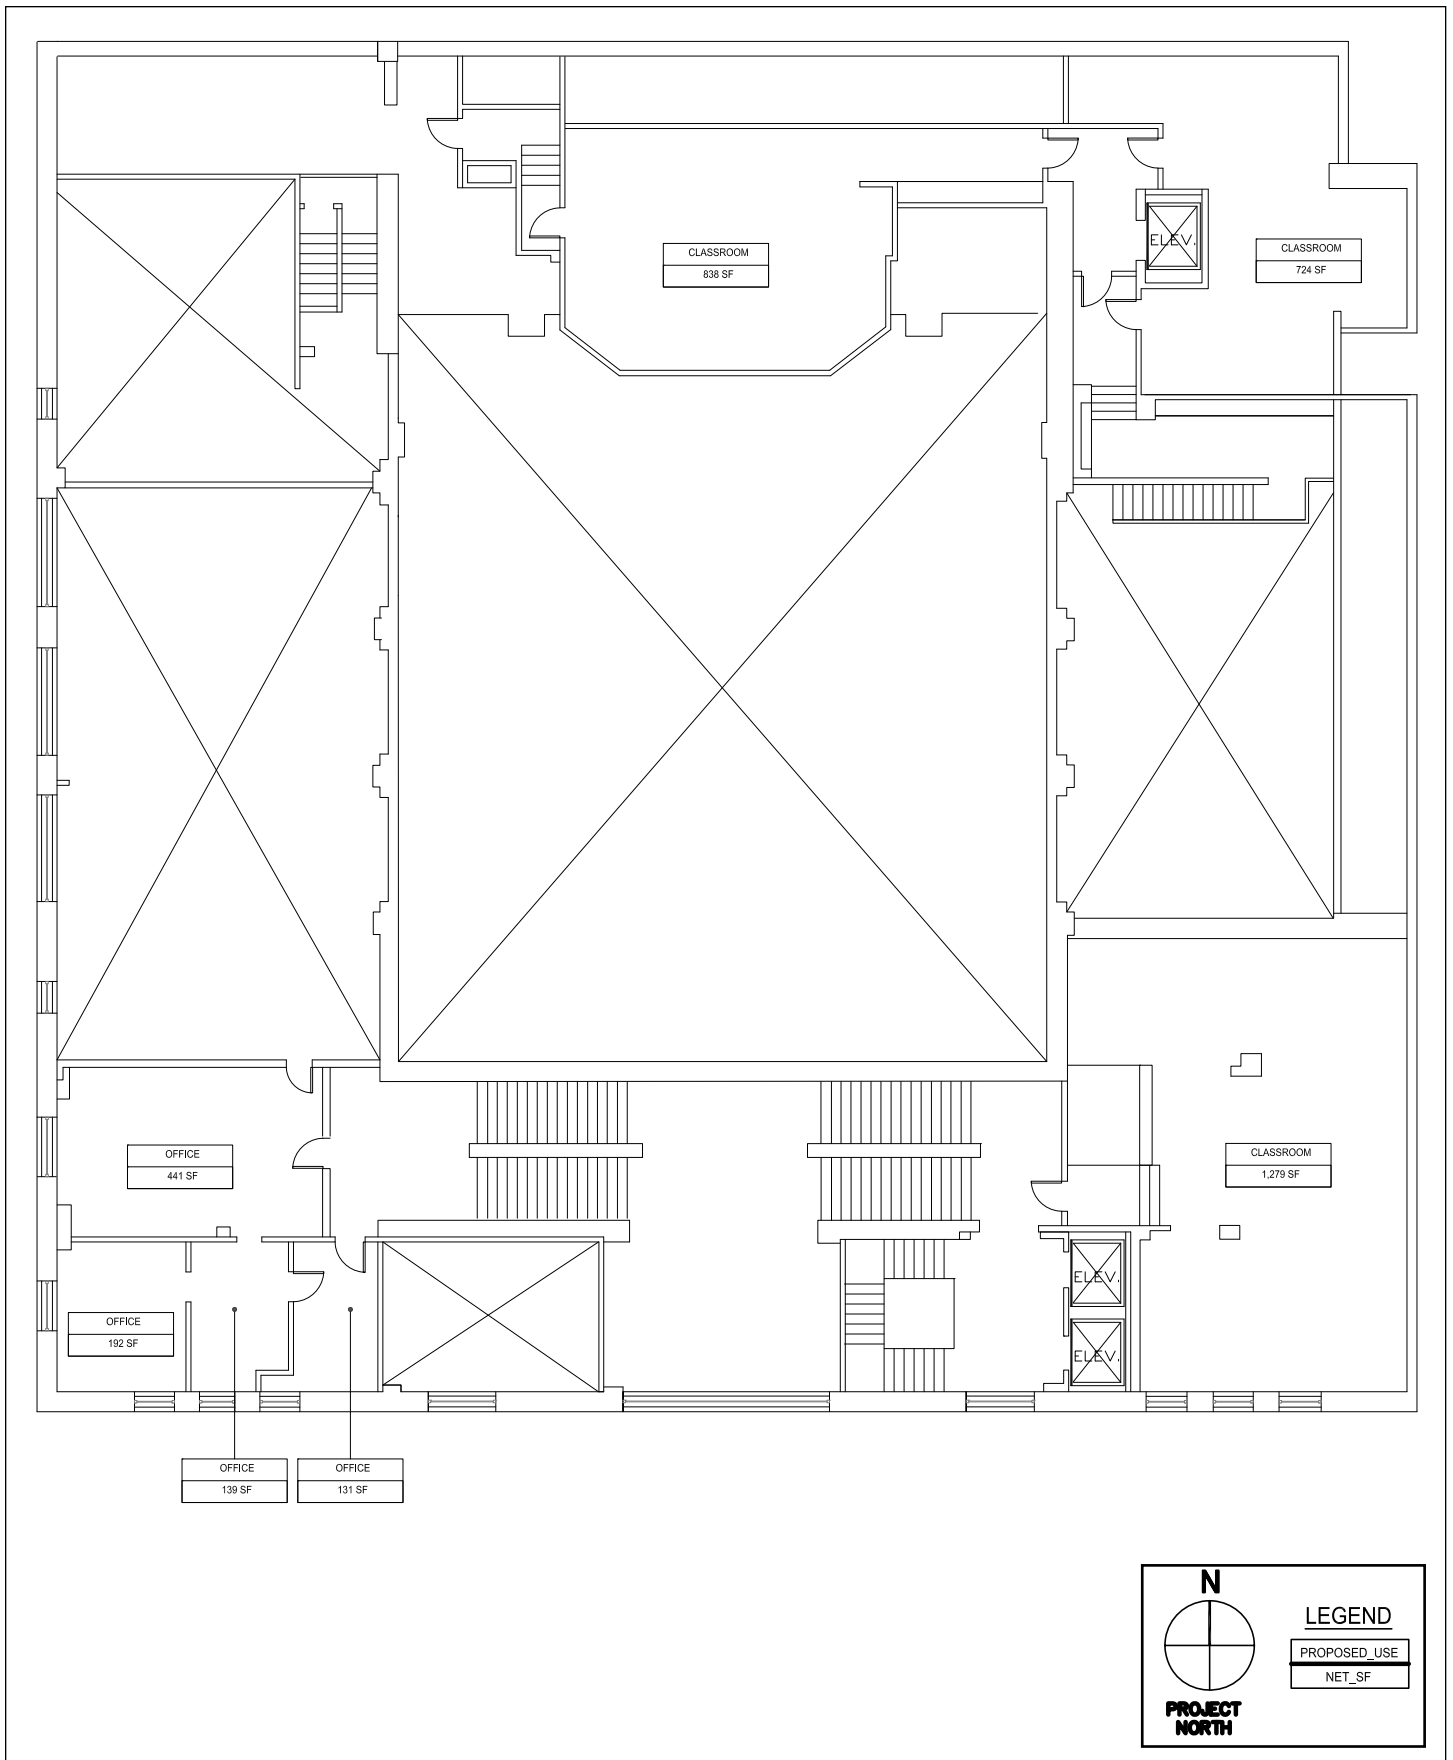 CLASSROOM
838 SF
ELEV.
CLASSROOM
724 SF
OFFICE
441 SF
CLASSROOM
1,279 SF
ELEV.
OFFICE
192 SF
ELEV.
OFFICE
139 SF
OFFICE
131 SF
N
LEGEND
PROPOSED_USE
NET_SF
PROJECT
NORTH